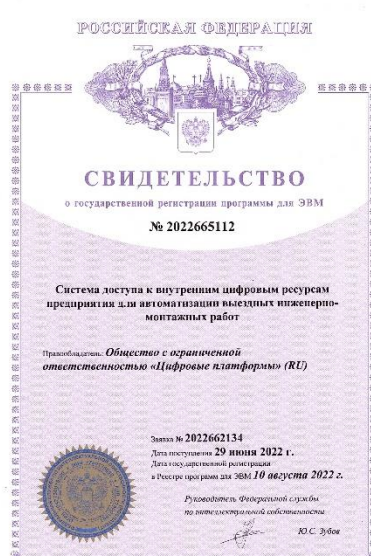 РОССИЙСКАЯ ФЕДЕРАЦИЯ
СВИДЕТЕЛЬСТВО
о государственной регистрации программы для ЭВМ
№ 2022665112
Система доступа к внутренним цифровым ресурсам
предприятия для автоматизации выездных инженерно-
монтажных работ
Правообладатель: Общество с ограниченной
ответственностью «Цифровые платформы» (RU)
Заявка № 2022662134
Дата поступления 29 июня 2022 г.
Дата государственной регистрации
в Реестре программ для ЭВМ 10 августа 2022 г.
Руководитель Федеральной службы
по интеллектуальной собственности
Ю.С. Зубов